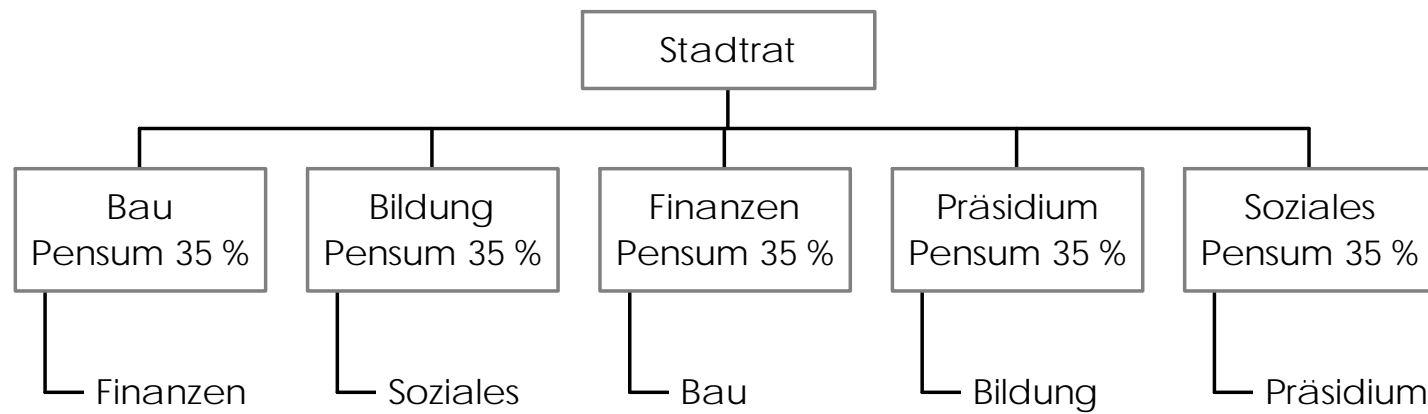 Stadtrat
Bau
Pensum 35 %
Bildung
Pensum 35 %
Finanzen
Pensum 35 %
Präsidium
Pensum 35 %
Soziales
Pensum 35 %
Finanzen
Soziales
Bau
Bildung
Präsidium